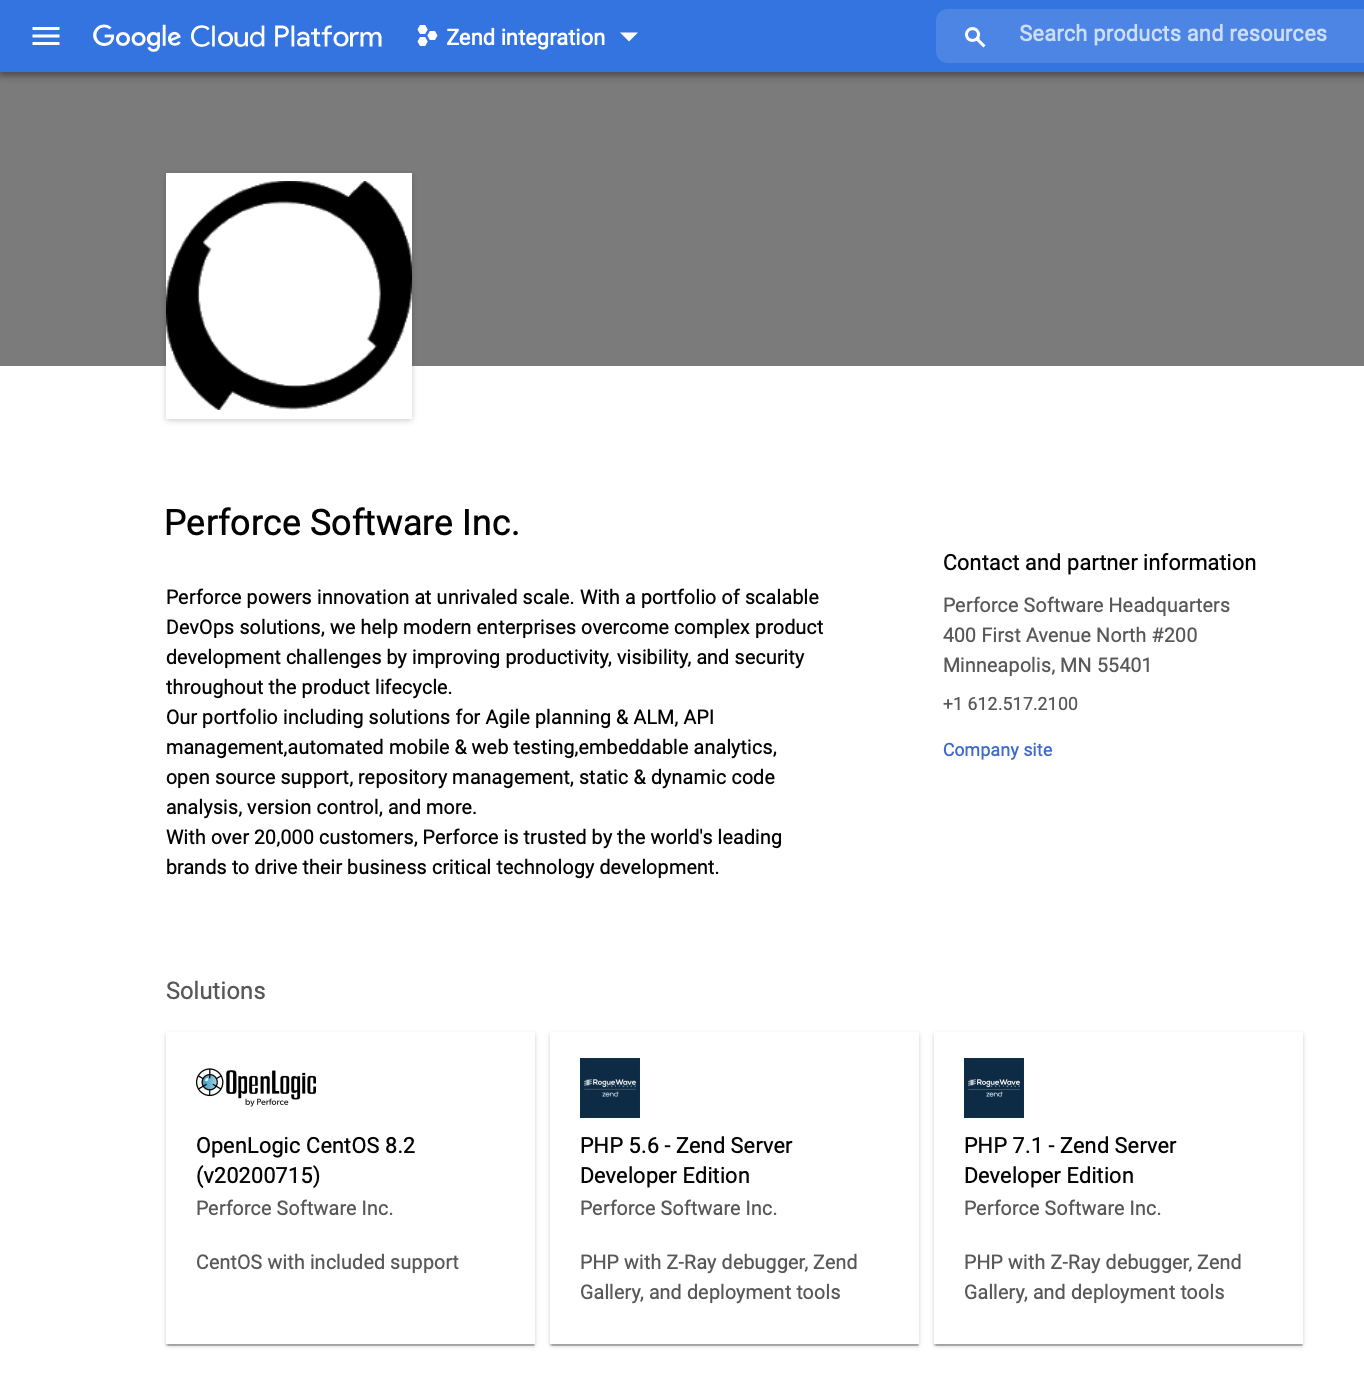 Google Cloud Platform
Zend integration
Search products and resources
Perforce Software Inc.
Perforce powers innovation at unrivaled scale. With a portfolio of scalable
DevOps solutions, we help modern enterprises overcome complex product
development challenges by improving productivity, visibility, and security
throughout the product lifecycle.
Our portfolio including solutions for Agile planning & ALM, API
management,automated mobile & web testing,embeddable analytics,
open source support, repository management, static & dynamic code
analysis, version control, and more.
With over 20,000 customers, Perforce is trusted by the world's leading
brands to drive their business critical technology development.
Contact and partner information
Perforce Software Headquarters
400 First Avenue North #200
Minneapolis, MN 55401
+1 612.517.2100
Company site
Solutions
OpenLogic
by Perforce
OpenLogic CentOS 8.2
(v20200715)
Perforce Software Inc.
CentOS with included support
RogueWave
zend
PHP 5.6 - Zend Server
Developer Edition
Perforce Software Inc.
PHP with Z-Ray debugger, Zend
Gallery, and deployment tools
RogueWave
zend
PHP 7.1 - Zend Server
Developer Edition
Perforce Software Inc.
PHP with Z-Ray debugger, Zend
Gallery, and deployment tools